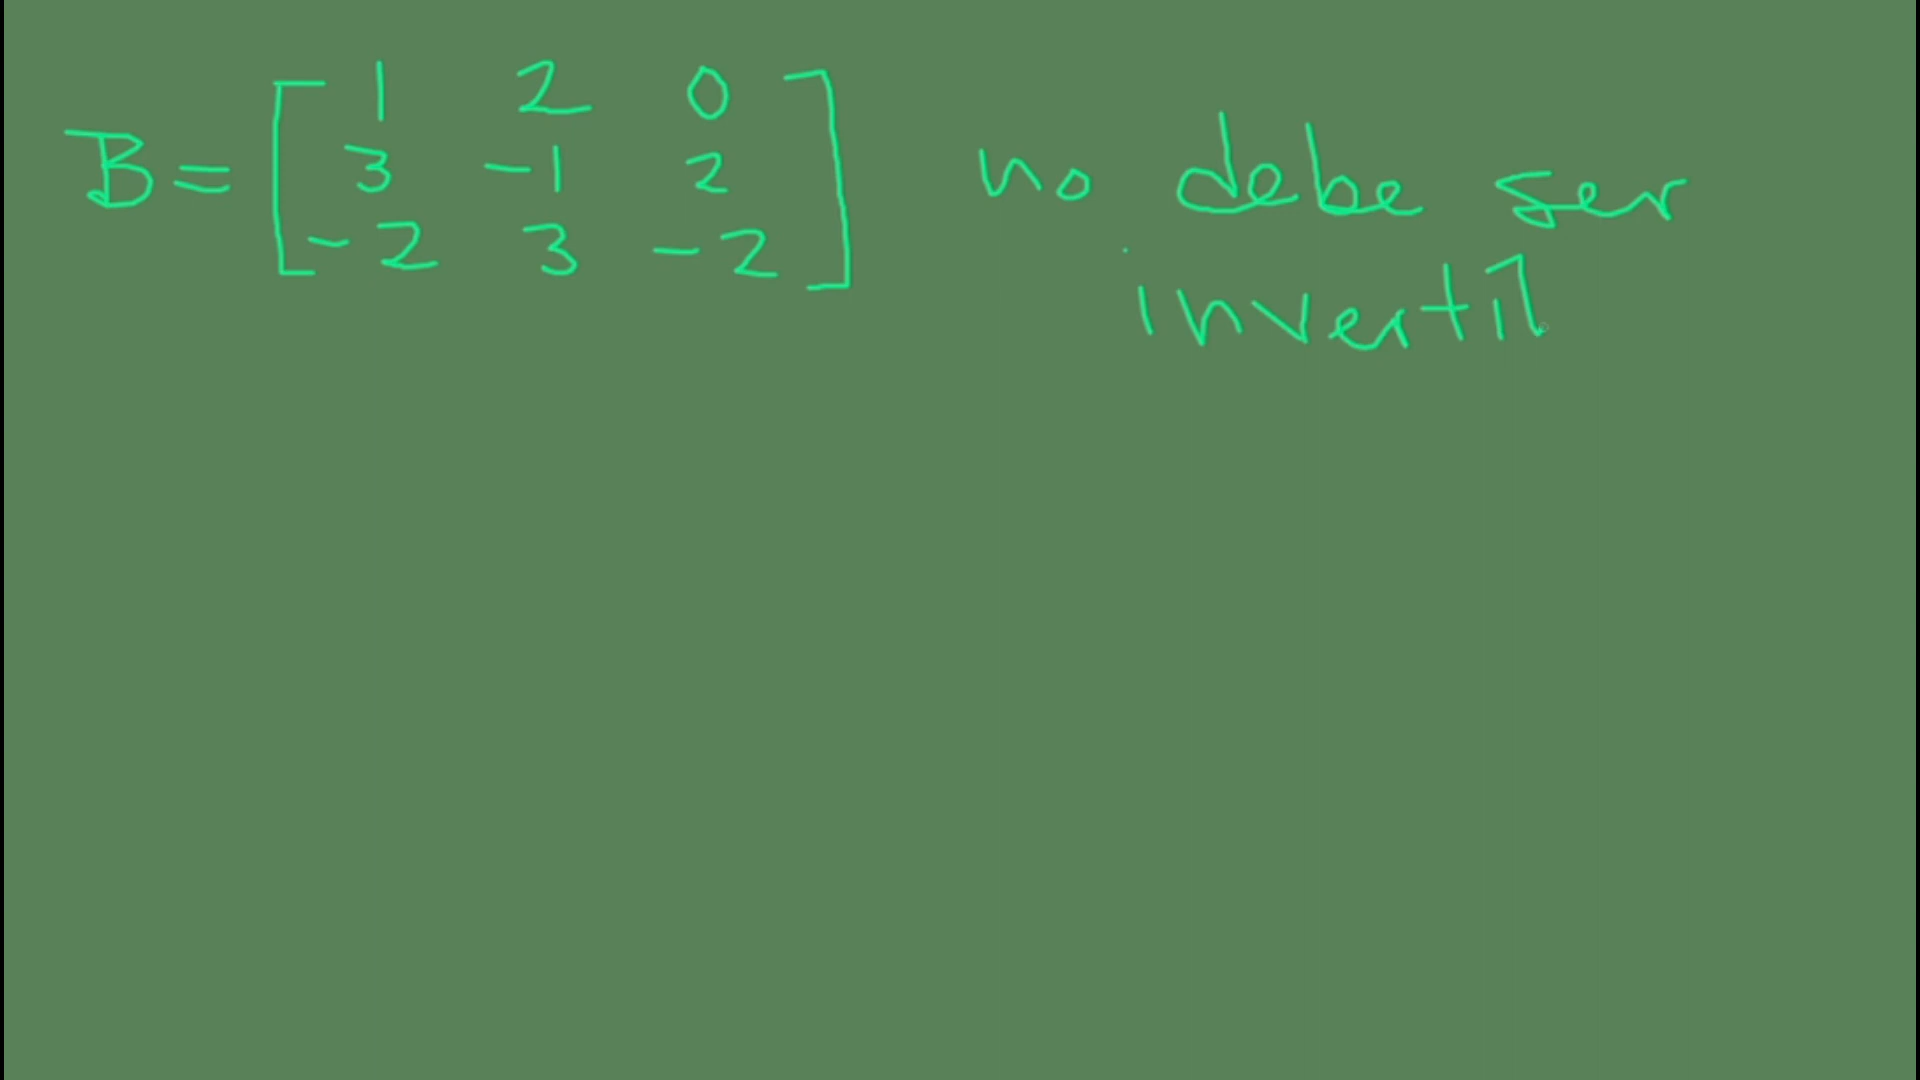 1 2 0
B = [ 3 -1 2 ] no debe ser
-2 3 -2
invertil